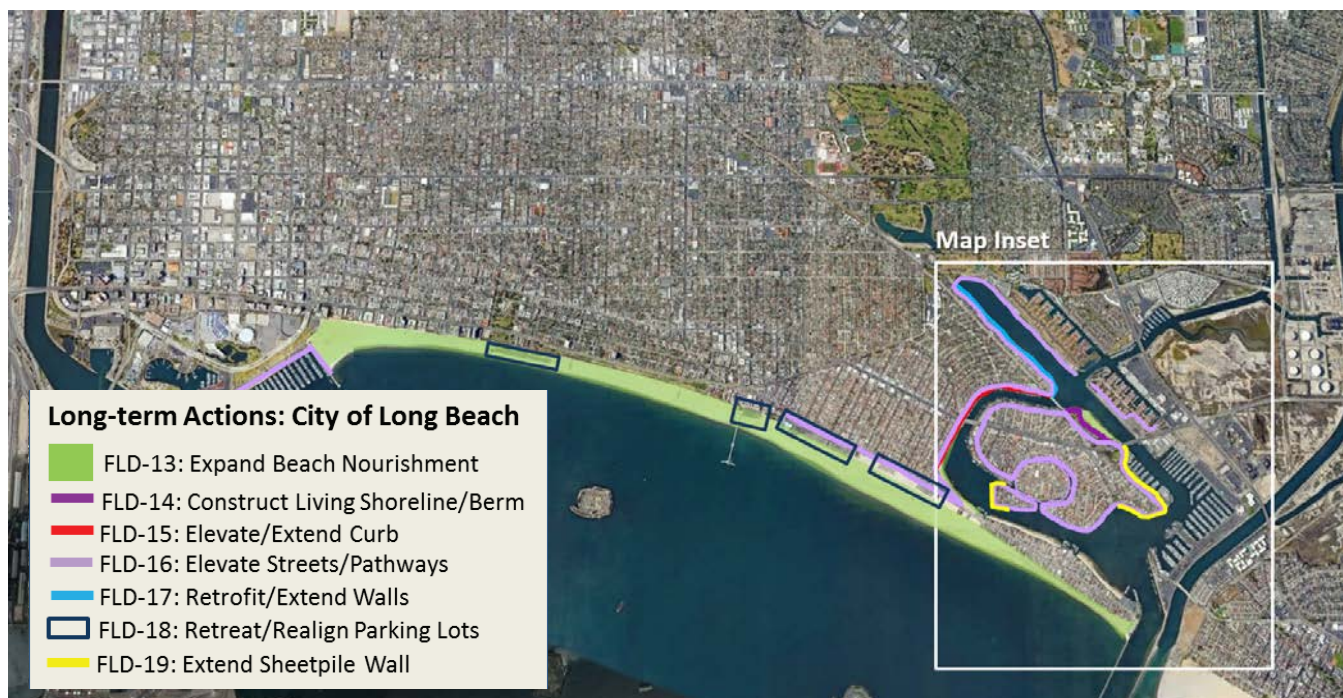 Map Inset
Long-term Actions: City of Long Beach
FLD-13: Expand Beach Nourishment
FLD-14: Construct Living Shoreline/Berm
FLD-15: Elevate/Extend Curb
FLD-16: Elevate Streets/Pathways
FLD-17: Retrofit/Extend Walls
FLD-18: Retreat/Realign Parking Lots
FLD-19: Extend Sheetpile Wall